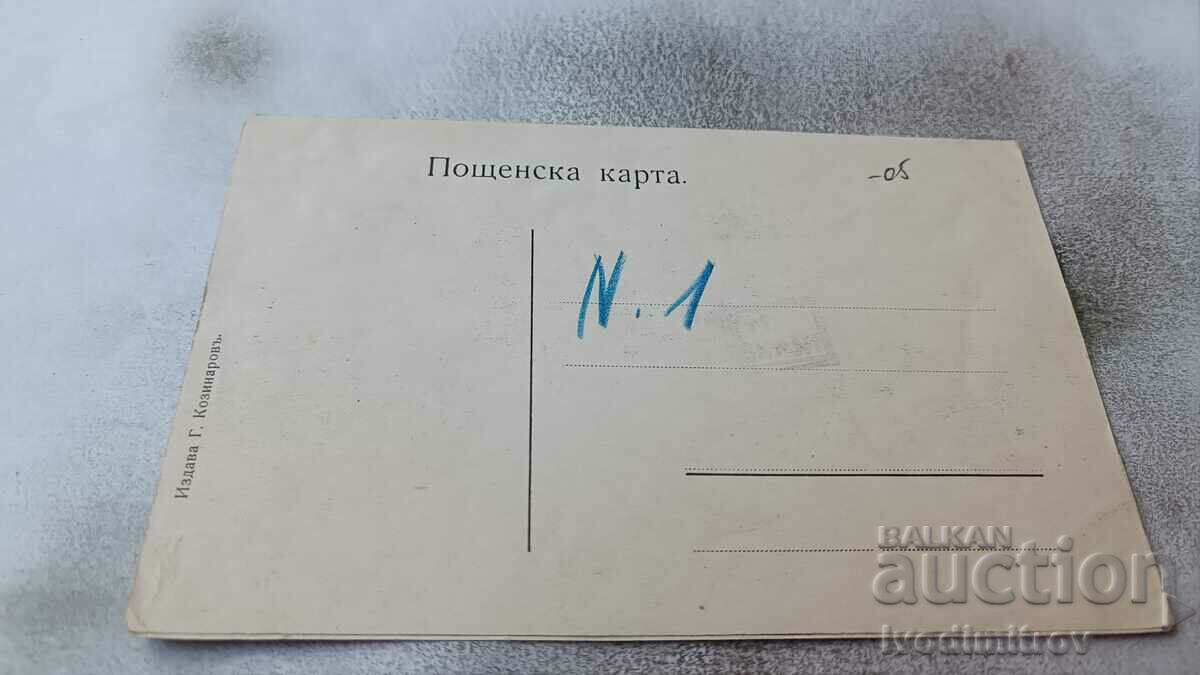 Пощенска карта.
-05
N. 1
Издава Г. Козинаровъ.
BALKAN
auction
Ivodimitrov